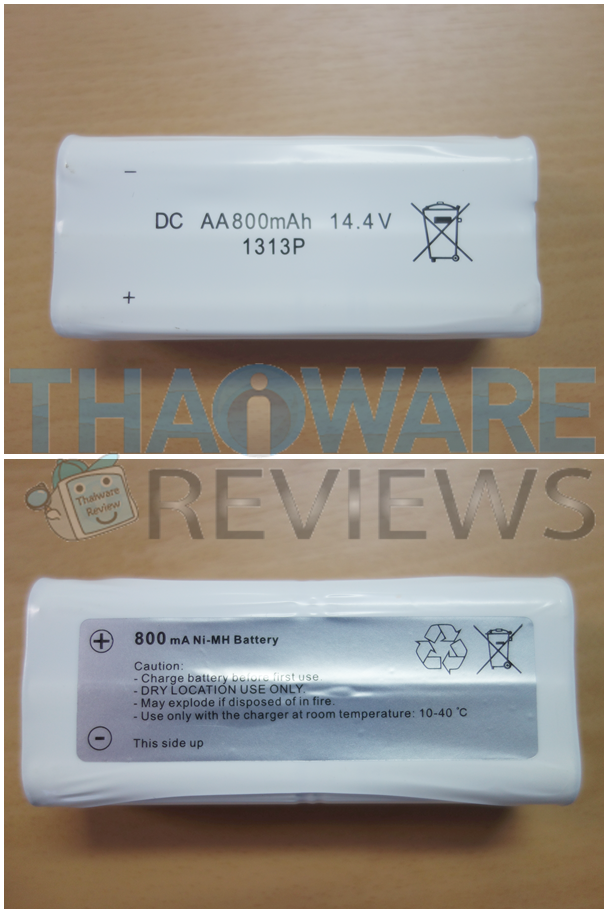 −
DC AA800mAh 14.4V
1313P
+
THAIWARE
Thaiware
Review
REVIEWS
+
800 mA Ni-MH Battery
Caution:
- Charge battery before first use
- DRY LOCATION USE ONLY.
- May explode if disposed of in fire.
- Use only with the charger at room temperature: 10-40 °C
-
This side up